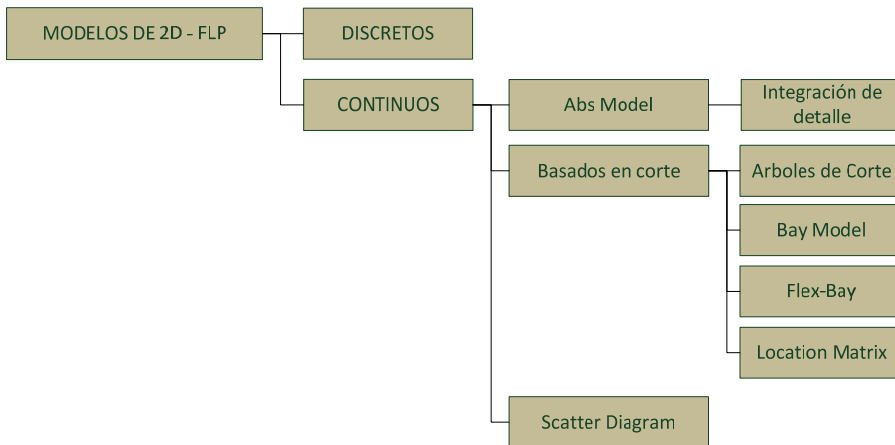 MODELOS DE 2D - FLP
DISCRETOS
CONTINUOS
Abs Model
Integración de
detalle
Basados en corte
Arboles de Corte
Bay Model
Flex-Bay
Location Matrix
Scatter Diagram